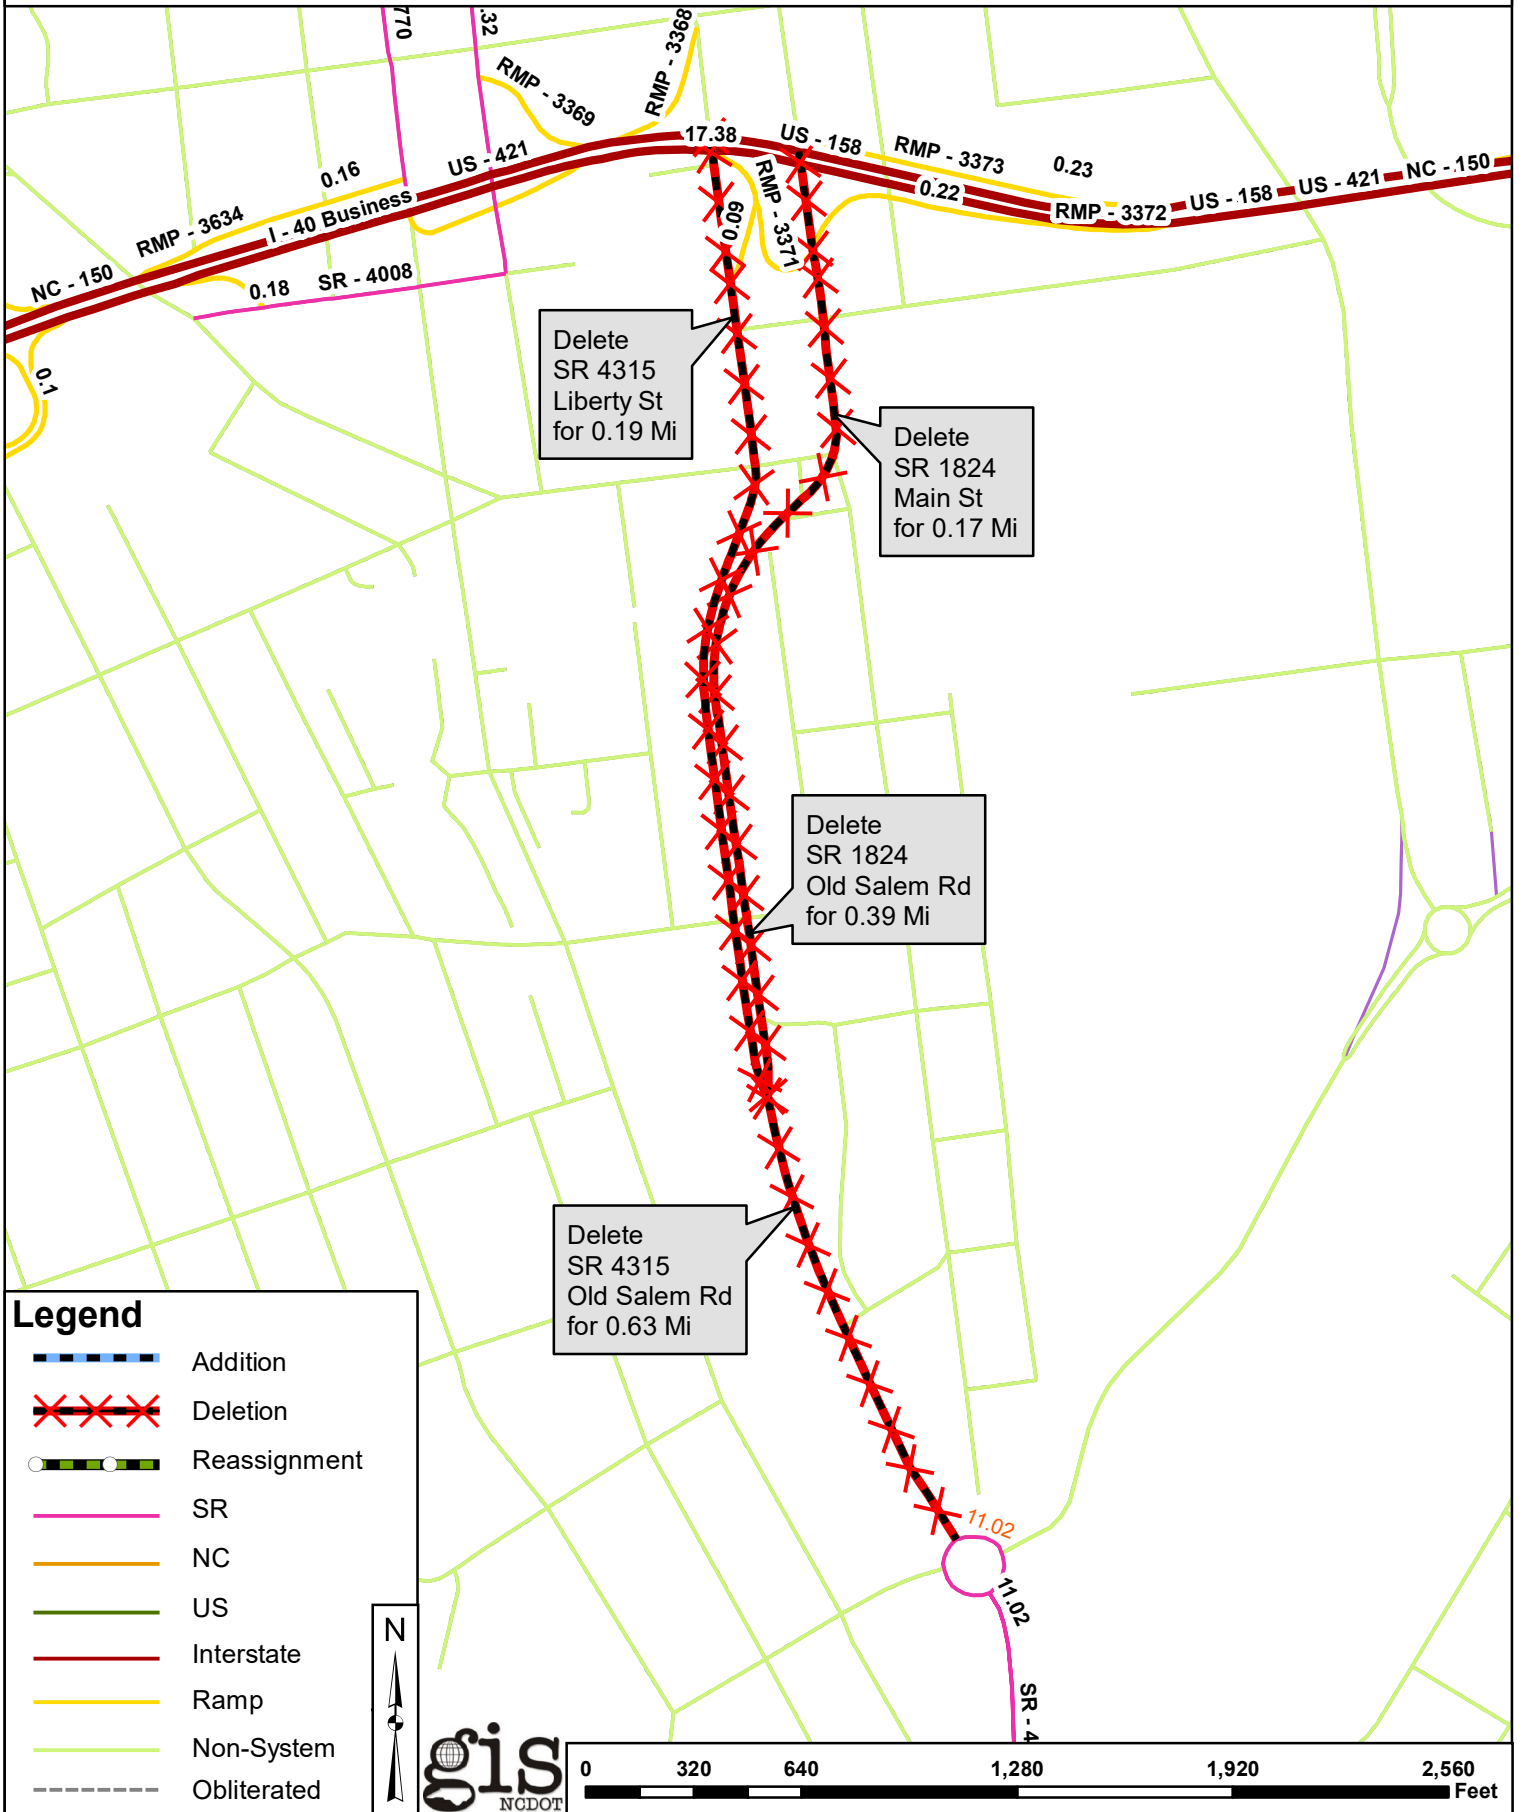 770
.32
RMP - 3369
RMP - 3368
17.38
US - 158
RMP - 3373
0.23
US - 421
0.16
RMP - 3634
I - 40 Business
NC - 150
0.18
SR - 4008
0.1
0.09
RMP - 3371
0.22
RMP - 3372
US - 158
US - 421
NC - 150
Delete
SR 4315
Liberty St
for 0.19 Mi
Delete
SR 1824
Main St
for 0.17 Mi
Delete
SR 1824
Old Salem Rd
for 0.39 Mi
Delete
SR 4315
Old Salem Rd
for 0.63 Mi
11.02
11.02
SR - 4
Legend
Addition
Deletion
Reassignment
SR
NC
US
Interstate
Ramp
Non-System
Obliterated
N
gis
NCDOT
0 320 640 1,280 1,920 2,560
Feet